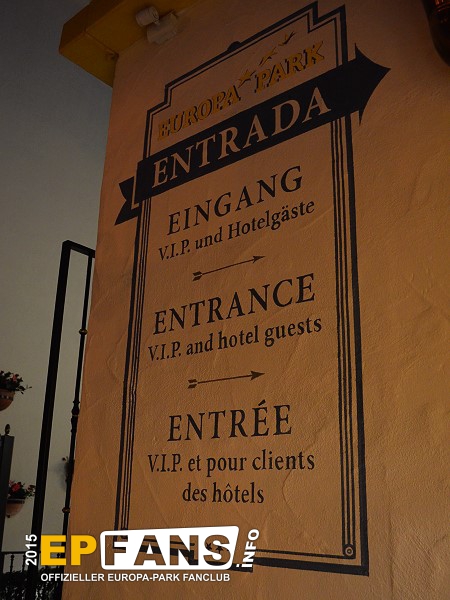 EUROPA PARK
ENTRADA
EINGANG
V.I.P. und Hotelgäste
ENTRANCE
V.I.P. and hotel guests
ENTRÉE
V.I.P. et pour clients
des hôtels
2015 EPFANS.INFO
OFFIZIELLER EUROPA-PARK FANCLUB